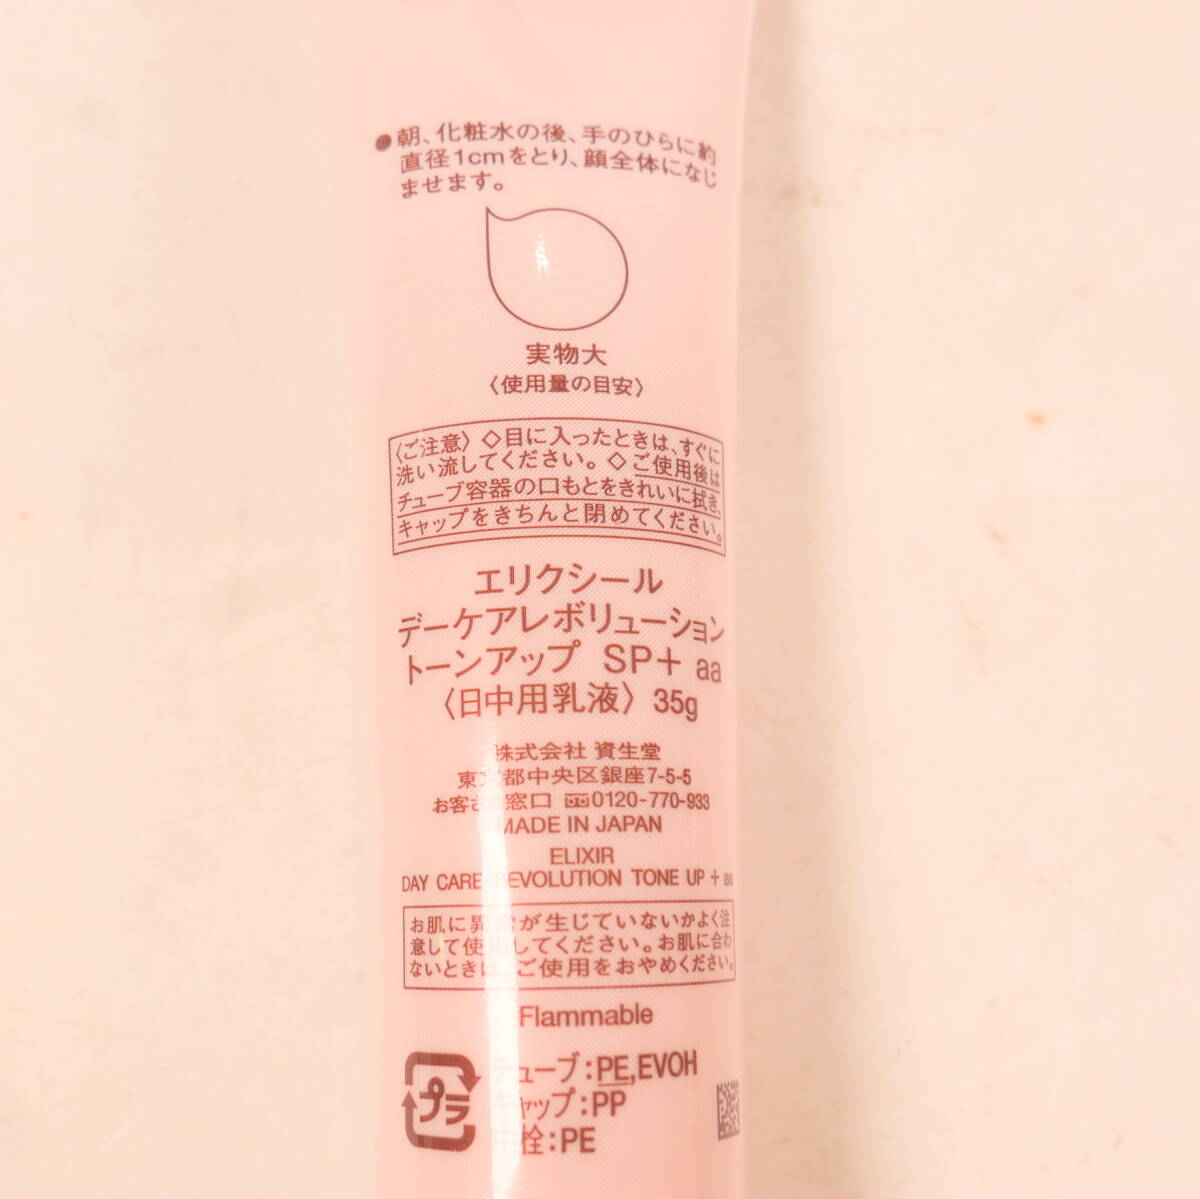 ●朝、化粧水の後、手のひらに約
直径1cmをとり、顔全体になじ
ませます。
実物大
〈使用量の目安〉
〈ご注意〉◇目に入ったときは、すぐに
洗い流してください。◇ご使用後は
チューブ容器の口もとをきれいに拭き、
キャップをきちんと閉めてください。
エリクシール
デーケアレボリューション
トーンアップ SP+ aa
〈日中用乳液〉 35g
株式会社 資生堂
東京都中央区銀座7-5-5
お客さま窓口 0120-770-933
MADE IN JAPAN
ELIXIR
DAY CARE REVOLUTION TONE UP + aa
お肌に異常が生じていないかよく注
意して使用してください。お肌に合わ
ないときは、ご使用をおやめください。
Flammable
プラ
チューブ:PE,EVOH
キャップ:PP
中栓:PE